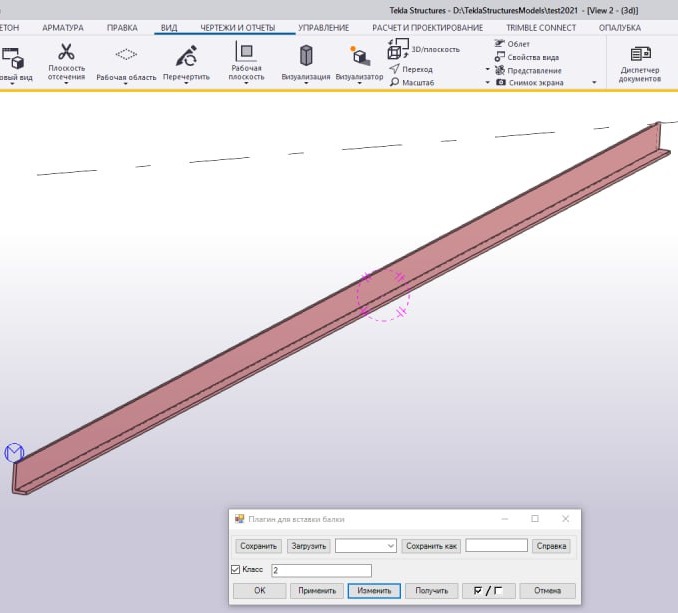 Tekla Structures - D:\TeklaStructuresModels\test2021 - [View 2 - (3d)]
ЕТОН АРМАТУРА ПРАВКА ВИД ЧЕРТЕЖИ И ОТЧЕТЫ УПРАВЛЕНИЕ РАСЧЕТ И ПРОЕКТИРОВАНИЕ TRIMBLE CONNECT ОПАЛУБКА
овый вид
Плоскость
отсечения
Рабочая область
Перечертить
Рабочая
плоскость
Визуализация
Визуализатор
3D/плоскость
Переход
Масштаб
Облет
Свойства вида
Представление
Снимок экрана
Диспетчер
документов
Плагин для вставки балки
Сохранить Загрузить Сохранить как Справка
Класс 2
OK Применить Изменить Получить / Отмена